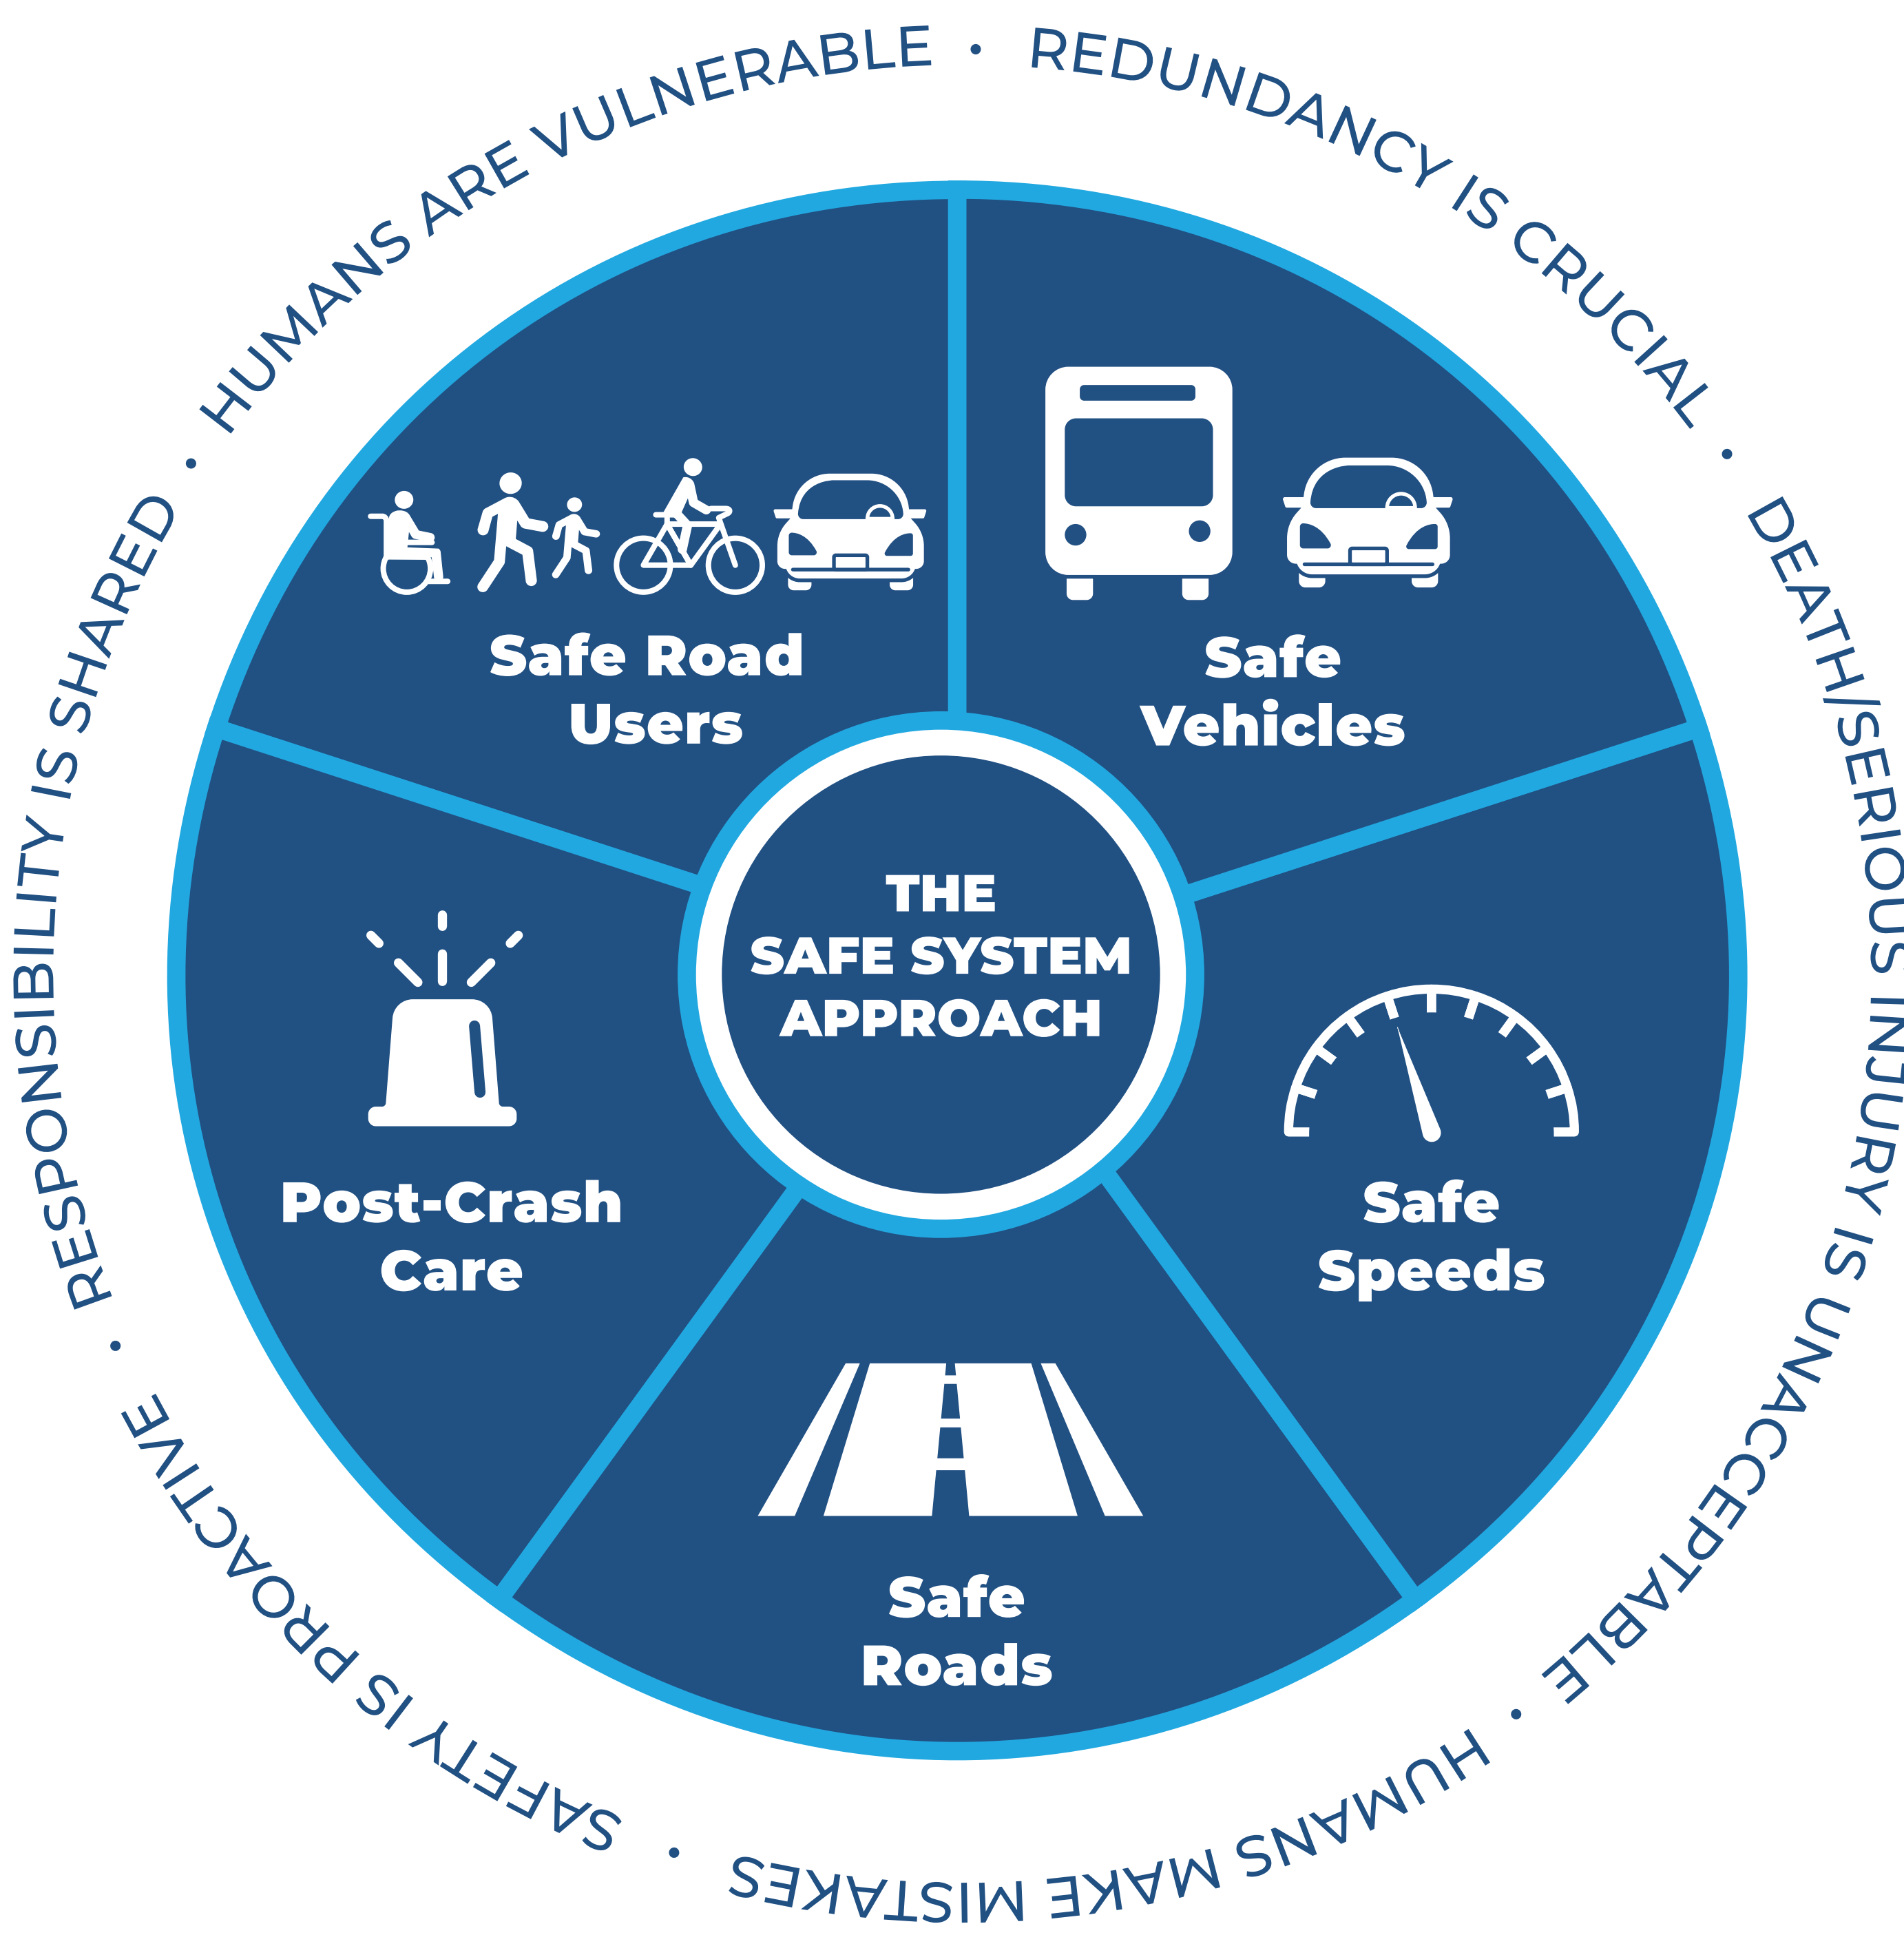 HUMANS ARE VULNERABLE •
REDUNDANCY IS CRUCIAL •
DEATH/SERIOUS INJURY IS UNACCEPTABLE •
HUMANS MAKE MISTAKES •
SAFETY IS PROACTIVE •
RESPONSIBILITY IS SHARED •
Safe Road
Users
Safe
Vehicles
THE
SAFE SYSTEM
APPROACH
Post-Crash
Care
Safe
Speeds
Safe
Roads